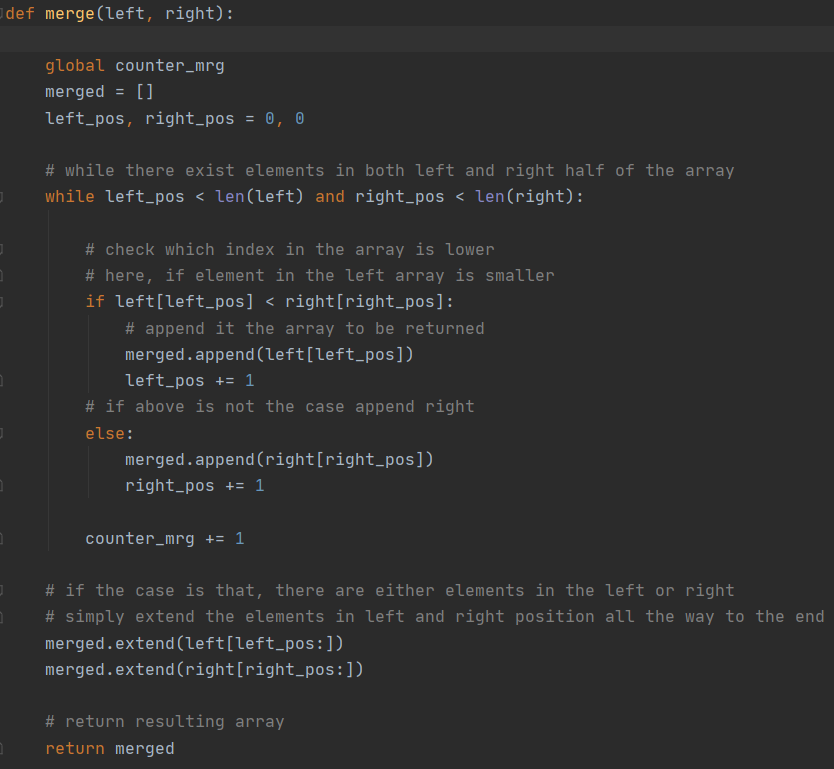 def merge(left, right):
    global counter_mrg
    merged = []
    left_pos, right_pos = 0, 0
    # while there exist elements in both left and right half of the array
    while left_pos < len(left) and right_pos < len(right):
        # check which index in the array is lower
        # here, if element in the left array is smaller
        if left[left_pos] < right[right_pos]:
            # append it the array to be returned
            merged.append(left[left_pos])
            left_pos += 1
        # if above is not the case append right
        else:
            merged.append(right[right_pos])
            right_pos += 1
        counter_mrg += 1
    # if the case is that, there are either elements in the left or right
    # simply extend the elements in left and right position all the way to the end
    merged.extend(left[left_pos:])
    merged.extend(right[right_pos:])
    # return resulting array
    return merged